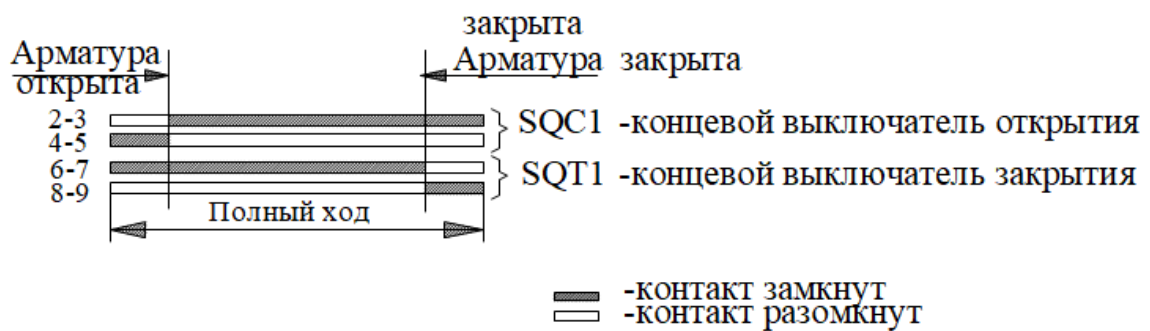 закрыта
Арматура
Арматура закрыта
открыта
2-3
4-5
SQC1 -концевой выключатель открытия
6-7
8-9
SQT1 -концевой выключатель закрытия
Полный ход
-контакт замкнут
-контакт разомкнут